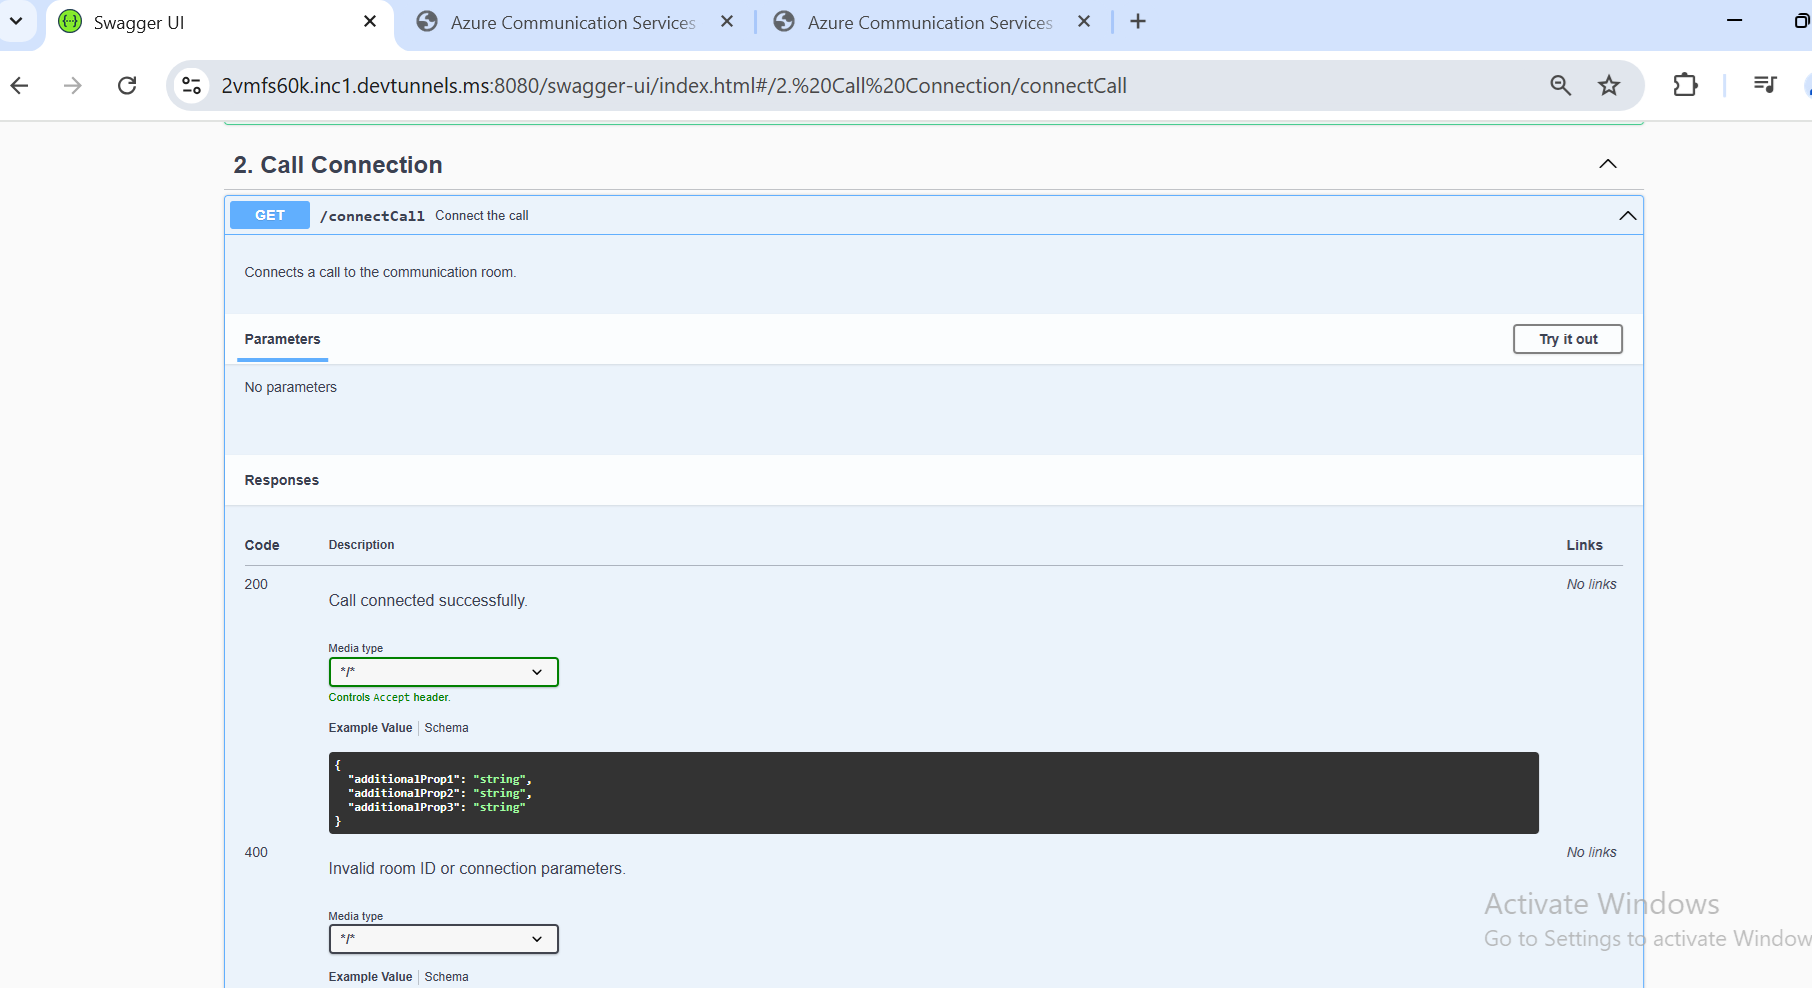 Swagger UI
Azure Communication Services
Azure Communication Services
2vmfs60k.inc1.devtunnels.ms:8080/swagger-ui/index.html#/2.%20Call%20Connection/connectCall
2. Call Connection
GET /connectCall Connect the call
Connects a call to the communication room.
Parameters
Try it out
No parameters
Responses
Code Description Links
200 No links
Call connected successfully.
Media type
*/*
Controls Accept header.
Example Value Schema
{
"additionalProp1": "string",
"additionalProp2": "string",
"additionalProp3": "string"
}
400 No links
Invalid room ID or connection parameters.
Media type
*/*
Example Value Schema
Activate Windows
Go to Settings to activate Window